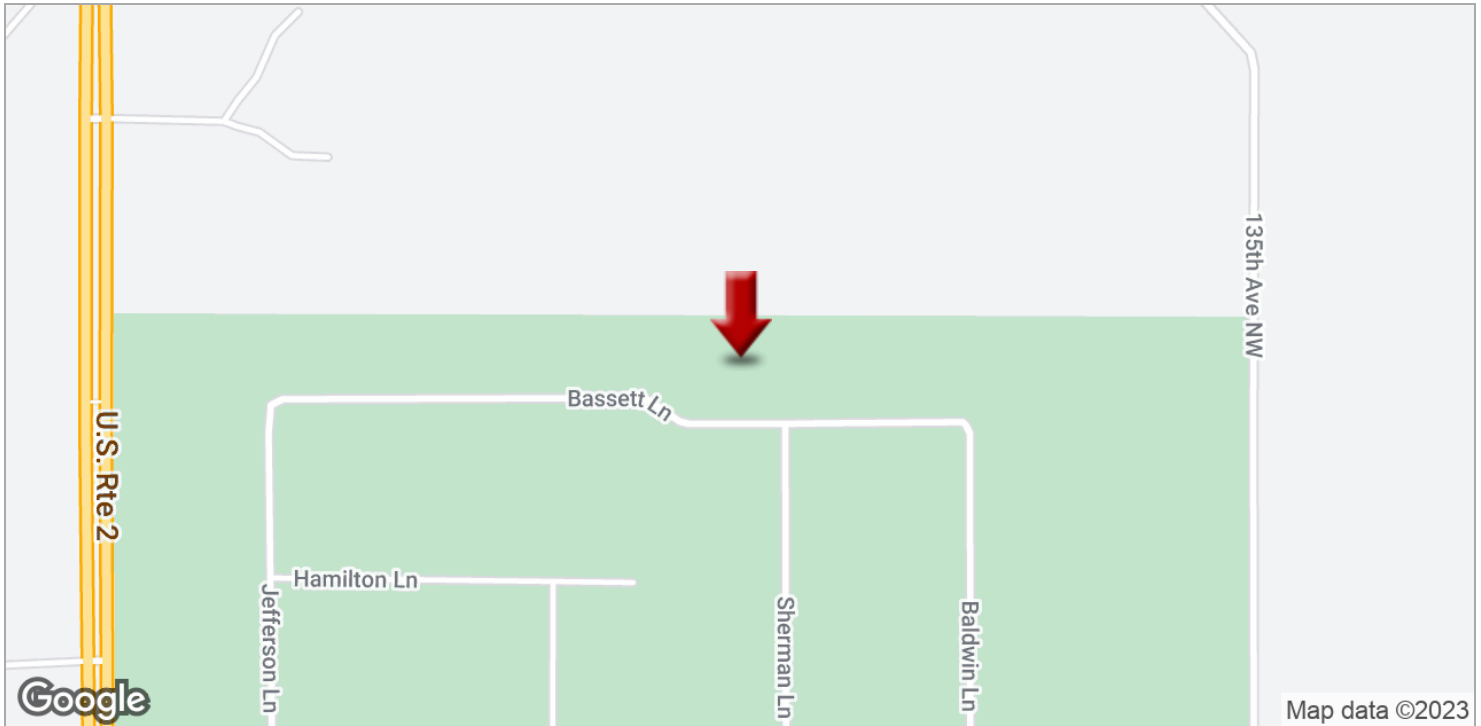 135th Ave NW
Bassett Ln
U.S. Rte 2
Hamilton Ln
Jefferson Ln
Sherman Ln
Baldwin Ln
Google
Map data ©2023